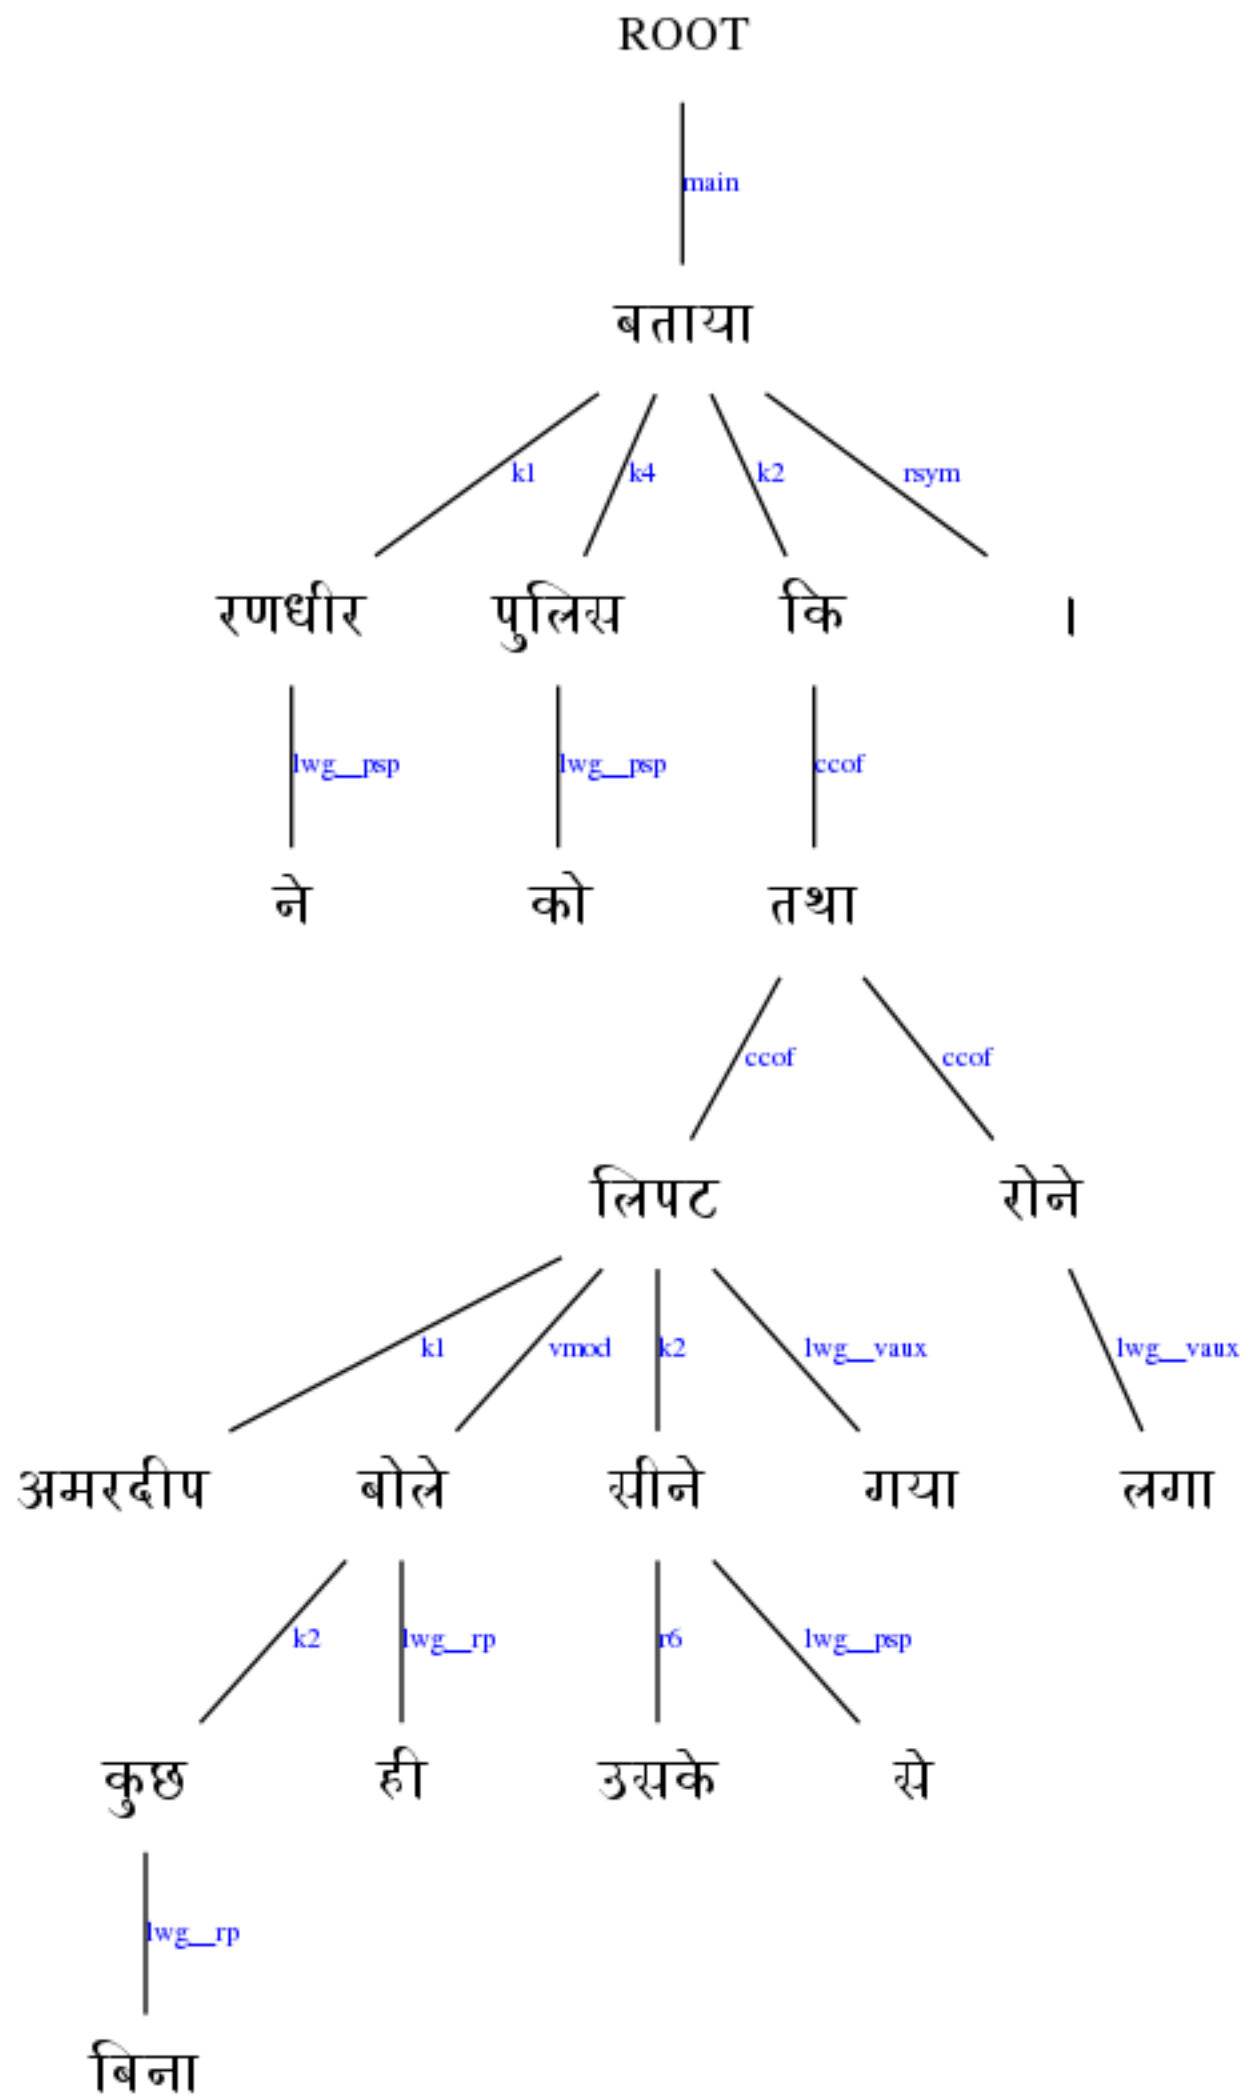 ROOT
main
बताया
k1 k4 k2 rsym
रणधीर पुलिस कि ।
lwg__psp lwg__psp ccof
ने को तथा
ccof ccof
लिपट रोने
k1 vmod k2 lwg__vaux lwg__vaux
अमरदीप बोले सीने गया लगा
k2 lwg__rp r6 lwg__psp
कुछ ही उसके से
lwg__rp
बिना